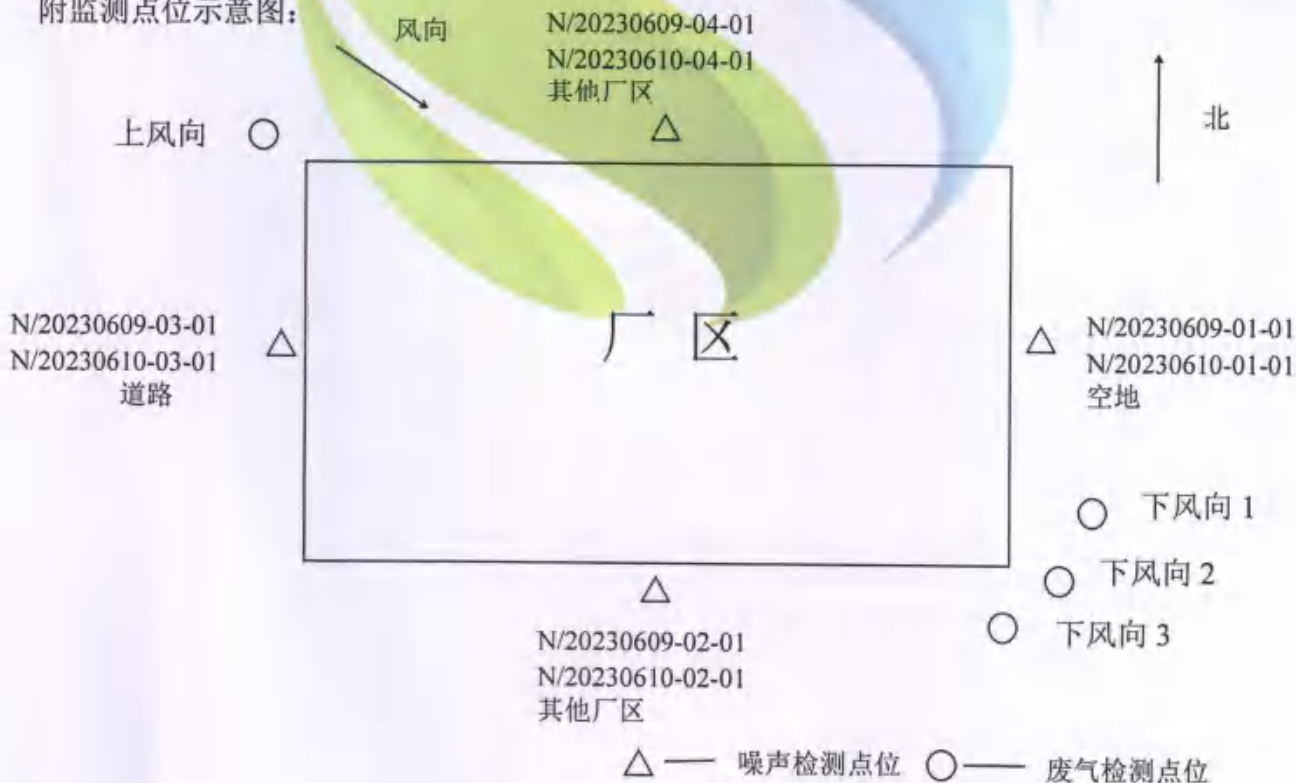 附监测点位示意图：
风向
N/20230609-04-01
N/20230610-04-01
其他厂区
上风向
北
厂 区
N/20230609-03-01
N/20230610-03-01
道路
N/20230609-01-01
N/20230610-01-01
空地
下风向 1
下风向 2
下风向 3
N/20230609-02-01
N/20230610-02-01
其他厂区
噪声检测点位
废气检测点位